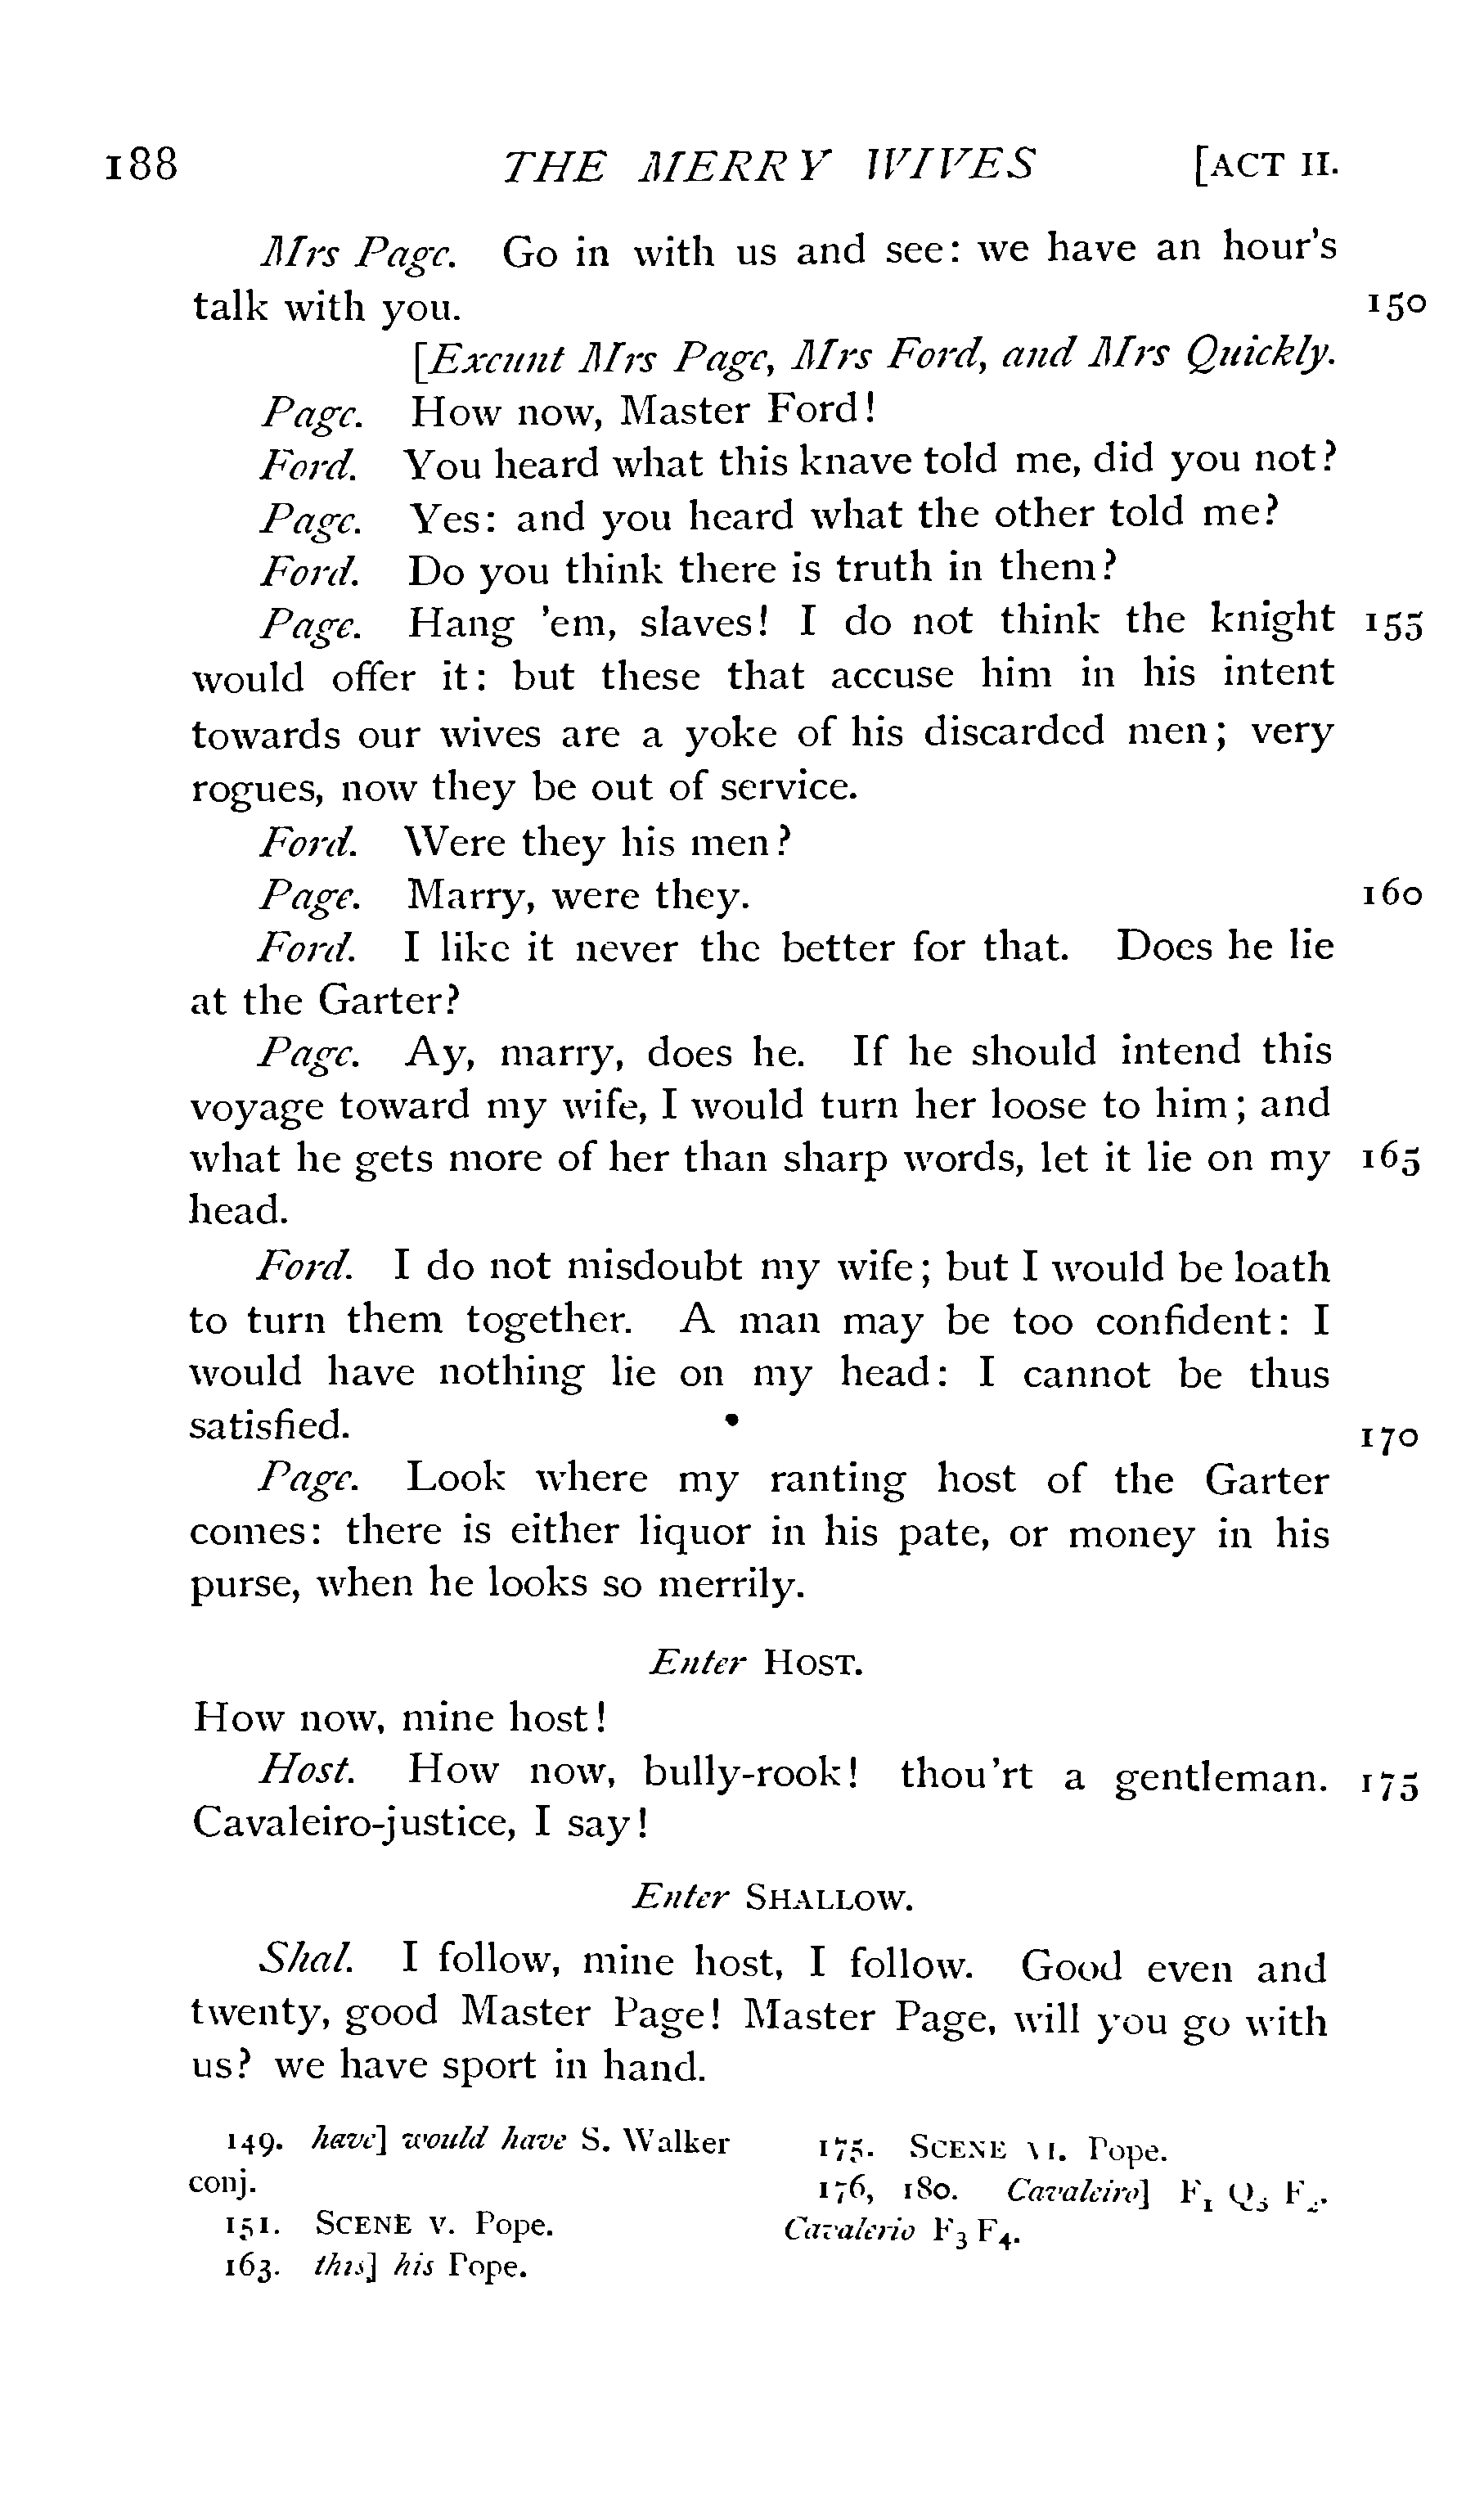 188 THE MERRY WIVES [ACT II.
Mrs Page. Go in with us and see: we have an hour's
talk with you. 150
[Exeunt Mrs Page, Mrs Ford, and Mrs Quickly.
Page. How now, Master Ford!
Ford. You heard what this knave told me, did you not?
Page. Yes: and you heard what the other told me?
Ford. Do you think there is truth in them?
Page. Hang 'em, slaves! I do not think the knight 155
would offer it: but these that accuse him in his intent
towards our wives are a yoke of his discarded men; very
rogues, now they be out of service.
Ford. Were they his men?
Page. Marry, were they. 160
Ford. I like it never the better for that. Does he lie
at the Garter?
Page. Ay, marry, does he. If he should intend this
voyage toward my wife, I would turn her loose to him; and
what he gets more of her than sharp words, let it lie on my 165
head.
Ford. I do not misdoubt my wife; but I would be loath
to turn them together. A man may be too confident: I
would have nothing lie on my head: I cannot be thus
satisfied. 170
Page. Look where my ranting host of the Garter
comes: there is either liquor in his pate, or money in his
purse, when he looks so merrily.
Enter HOST.
How now, mine host!
Host. How now, bully-rook! thou'rt a gentleman. 175
Cavaleiro-justice, I say!
Enter SHALLOW.
Shal. I follow, mine host, I follow. Good even and
twenty, good Master Page! Master Page, will you go with
us? we have sport in hand.
149. have] would have S. Walker
conj.
151. SCENE V. Pope.
163. this] his Pope.
175. SCENE VI. Pope.
176, 180. Cavaleiro] F1 Q3 F2.
Cavalerio F3 F4.